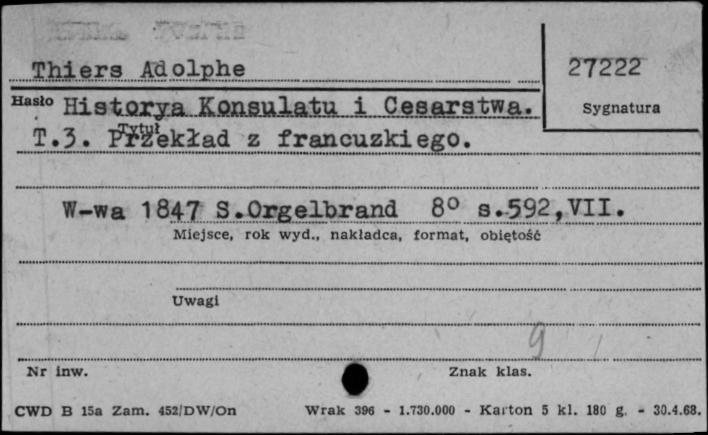 Thiers Adolphe
27222
Hasło Historya Konsulatu i Cesarstwa.
Sygnatura
Tytuł
T.3. Przekład z francuzkiego.
W-wa 1847 S.Orgelbrand 8º s.592,VII.
Miejsce, rok wyd., nakładca, format, obiętość
Uwagi
9
Nr inw.
Znak klas.
CWD B 15a Zam. 452/DW/On Wrak 396 - 1.730.000 - Karton 5 kl. 180 g. - 30.4.68.